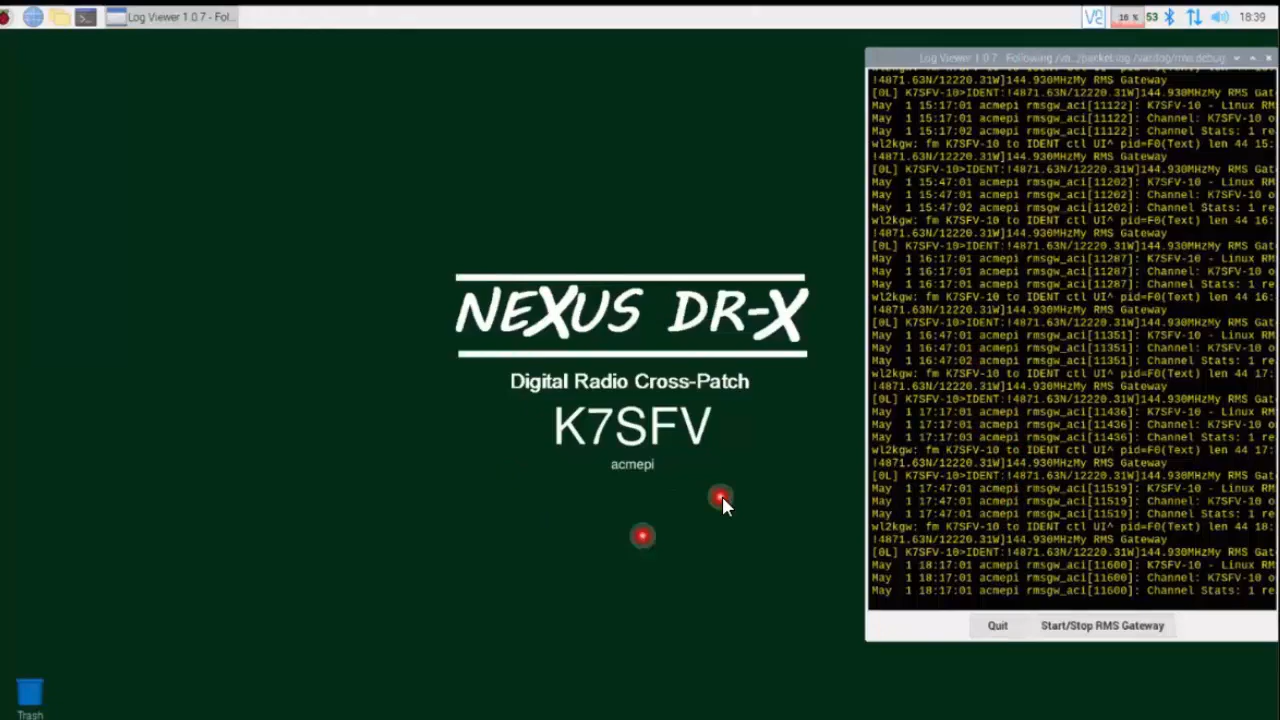 Log Viewer 1.0.7 - Fol...
18 %
53
18:39
NEXUS DR-X
Digital Radio Cross-Patch
K7SFV
acmepi
Trash
Log Viewer 1.0.7 Following /va.../packet.log /var/log/rms.debug
!4871.63N/12220.31W]144.930MHzMy RMS Gateway
[0L] K7SFV-10>IDENT:!4871.63N/12220.31W]144.930MHzMy RMS Gat
May 1 15:17:01 acmepi rmsgw_aci[11122]: K7SFV-10 - Linux RM
May 1 15:17:01 acmepi rmsgw_aci[11122]: Channel: K7SFV-10 o
May 1 15:17:02 acmepi rmsgw_aci[11122]: Channel Stats: 1 re
wl2kgw: fm K7SFV-10 to IDENT ctl UI^ pid=F0(Text) len 44 15:
!4871.63N/12220.31W]144.930MHzMy RMS Gateway
[0L] K7SFV-10>IDENT:!4871.63N/12220.31W]144.930MHzMy RMS Gat
May 1 15:47:01 acmepi rmsgw_aci[11202]: K7SFV-10 - Linux RM
May 1 15:47:01 acmepi rmsgw_aci[11202]: Channel: K7SFV-10 o
May 1 15:47:02 acmepi rmsgw_aci[11202]: Channel Stats: 1 re
wl2kgw: fm K7SFV-10 to IDENT ctl UI^ pid=F0(Text) len 44 16:
!4871.63N/12220.31W]144.930MHzMy RMS Gateway
[0L] K7SFV-10>IDENT:!4871.63N/12220.31W]144.930MHzMy RMS Gat
May 1 16:17:01 acmepi rmsgw_aci[11287]: K7SFV-10 - Linux RM
May 1 16:17:01 acmepi rmsgw_aci[11287]: Channel: K7SFV-10 o
May 1 16:17:01 acmepi rmsgw_aci[11287]: Channel Stats: 1 re
wl2kgw: fm K7SFV-10 to IDENT ctl UI^ pid=F0(Text) len 44 16:
!4871.63N/12220.31W]144.930MHzMy RMS Gateway
[0L] K7SFV-10>IDENT:!4871.63N/12220.31W]144.930MHzMy RMS Gat
May 1 16:47:01 acmepi rmsgw_aci[11351]: K7SFV-10 - Linux RM
May 1 16:47:01 acmepi rmsgw_aci[11351]: Channel: K7SFV-10 o
May 1 16:47:02 acmepi rmsgw_aci[11351]: Channel Stats: 1 re
wl2kgw: fm K7SFV-10 to IDENT ctl UI^ pid=F0(Text) len 44 17:
!4871.63N/12220.31W]144.930MHzMy RMS Gateway
[0L] K7SFV-10>IDENT:!4871.63N/12220.31W]144.930MHzMy RMS Gat
May 1 17:17:01 acmepi rmsgw_aci[11436]: K7SFV-10 - Linux RM
May 1 17:17:01 acmepi rmsgw_aci[11436]: Channel: K7SFV-10 o
May 1 17:17:03 acmepi rmsgw_aci[11436]: Channel Stats: 1 re
wl2kgw: fm K7SFV-10 to IDENT ctl UI^ pid=F0(Text) len 44 17:
!4871.63N/12220.31W]144.930MHzMy RMS Gateway
[0L] K7SFV-10>IDENT:!4871.63N/12220.31W]144.930MHzMy RMS Gat
May 1 17:47:01 acmepi rmsgw_aci[11519]: K7SFV-10 - Linux RM
May 1 17:47:01 acmepi rmsgw_aci[11519]: Channel: K7SFV-10 o
May 1 17:47:01 acmepi rmsgw_aci[11519]: Channel Stats: 1 re
wl2kgw: fm K7SFV-10 to IDENT ctl UI^ pid=F0(Text) len 44 18:
!4871.63N/12220.31W]144.930MHzMy RMS Gateway
[0L] K7SFV-10>IDENT:!4871.63N/12220.31W]144.930MHzMy RMS Gat
May 1 18:17:01 acmepi rmsgw_aci[11600]: K7SFV-10 - Linux RM
May 1 18:17:01 acmepi rmsgw_aci[11600]: Channel: K7SFV-10 o
May 1 18:17:01 acmepi rmsgw_aci[11600]: Channel Stats: 1 re
Quit
Start/Stop RMS Gateway